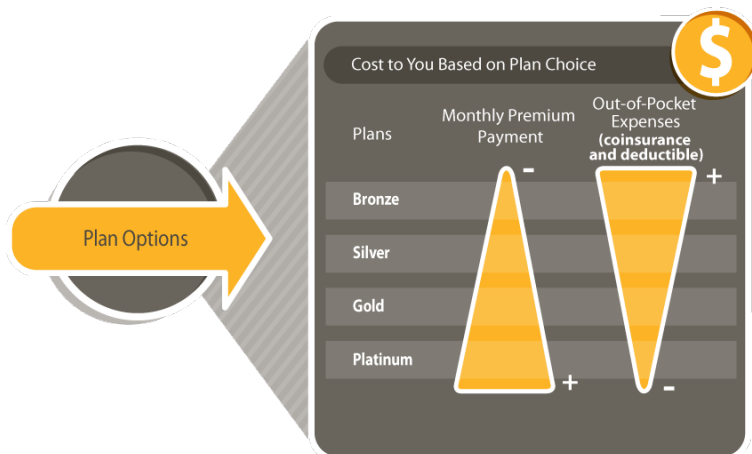 $
Cost to You Based on Plan Choice
Plans
Monthly Premium
Payment
Out-of-Pocket
Expenses
(coinsurance
and deductible)
-
+
Bronze
Plan Options
Silver
Gold
Platinum
+
-